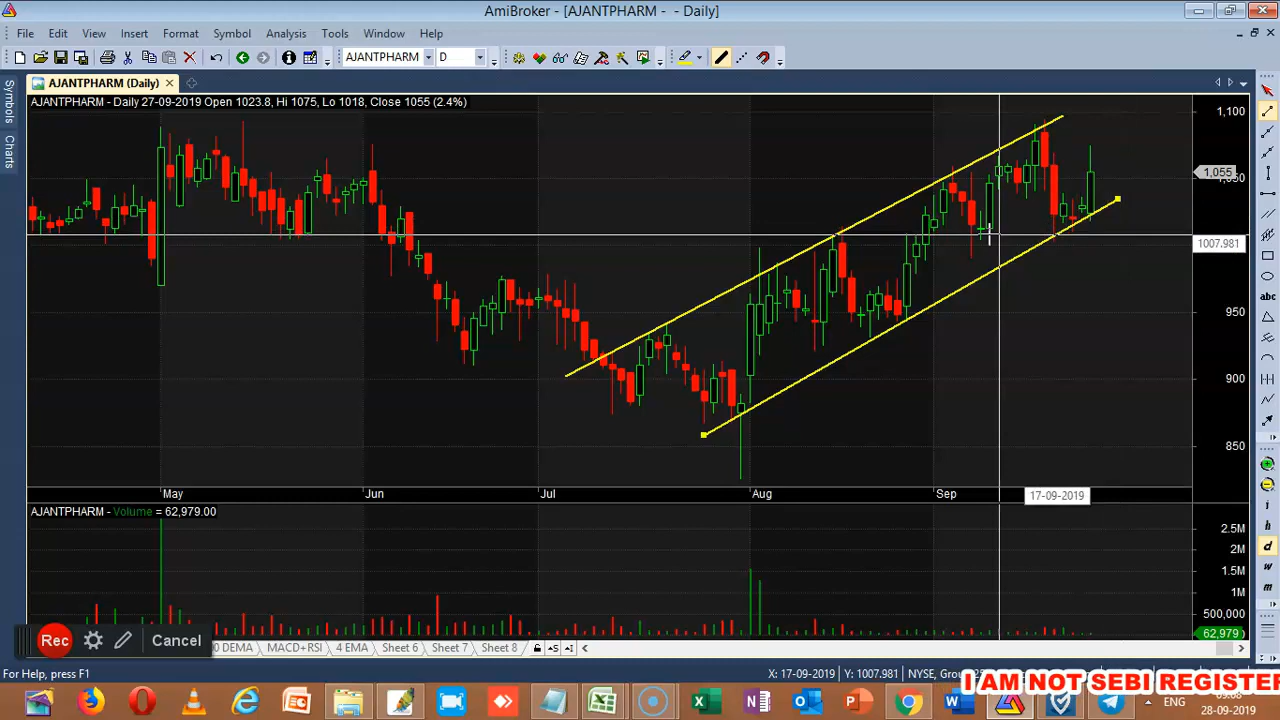 AmiBroker - [AJANTPHARM - - Daily]
File Edit View Insert Format Symbol Analysis Tools Window Help
AJANTPHARM D
AJANTPHARM (Daily)
Symbols
Charts
AJANTPHARM - Daily 27-09-2019 Open 1023.8, Hi 1075, Lo 1018, Close 1055 (2.4%)
1,100
1,055
1007.981
950
900
850
May Jun Jul Aug Sep
17-09-2019
AJANTPHARM - Volume = 62,979.00
2.5M
2M
1.5M
1M
500,000
62,979
abc
i
h
d
w
m
Rec Cancel
0 DEMA MACD+RSI 4 EMA Sheet 6 Sheet 7 Sheet 8
For Help, press F1
X: 17-09-2019 Y: 1007.981 NYSE, Group
I AM NOT SEBI REGISTER
ENG
28-09-2019